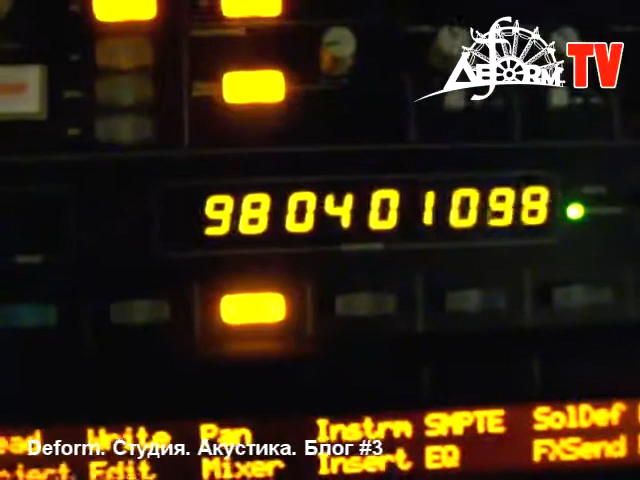 DEFORM TV
98 04 01 098
Write Pan Instrm SMPTE SolDef
Edit Mixer Insert EQ FXSend
Deform. Студия. Акустика. Блог #3